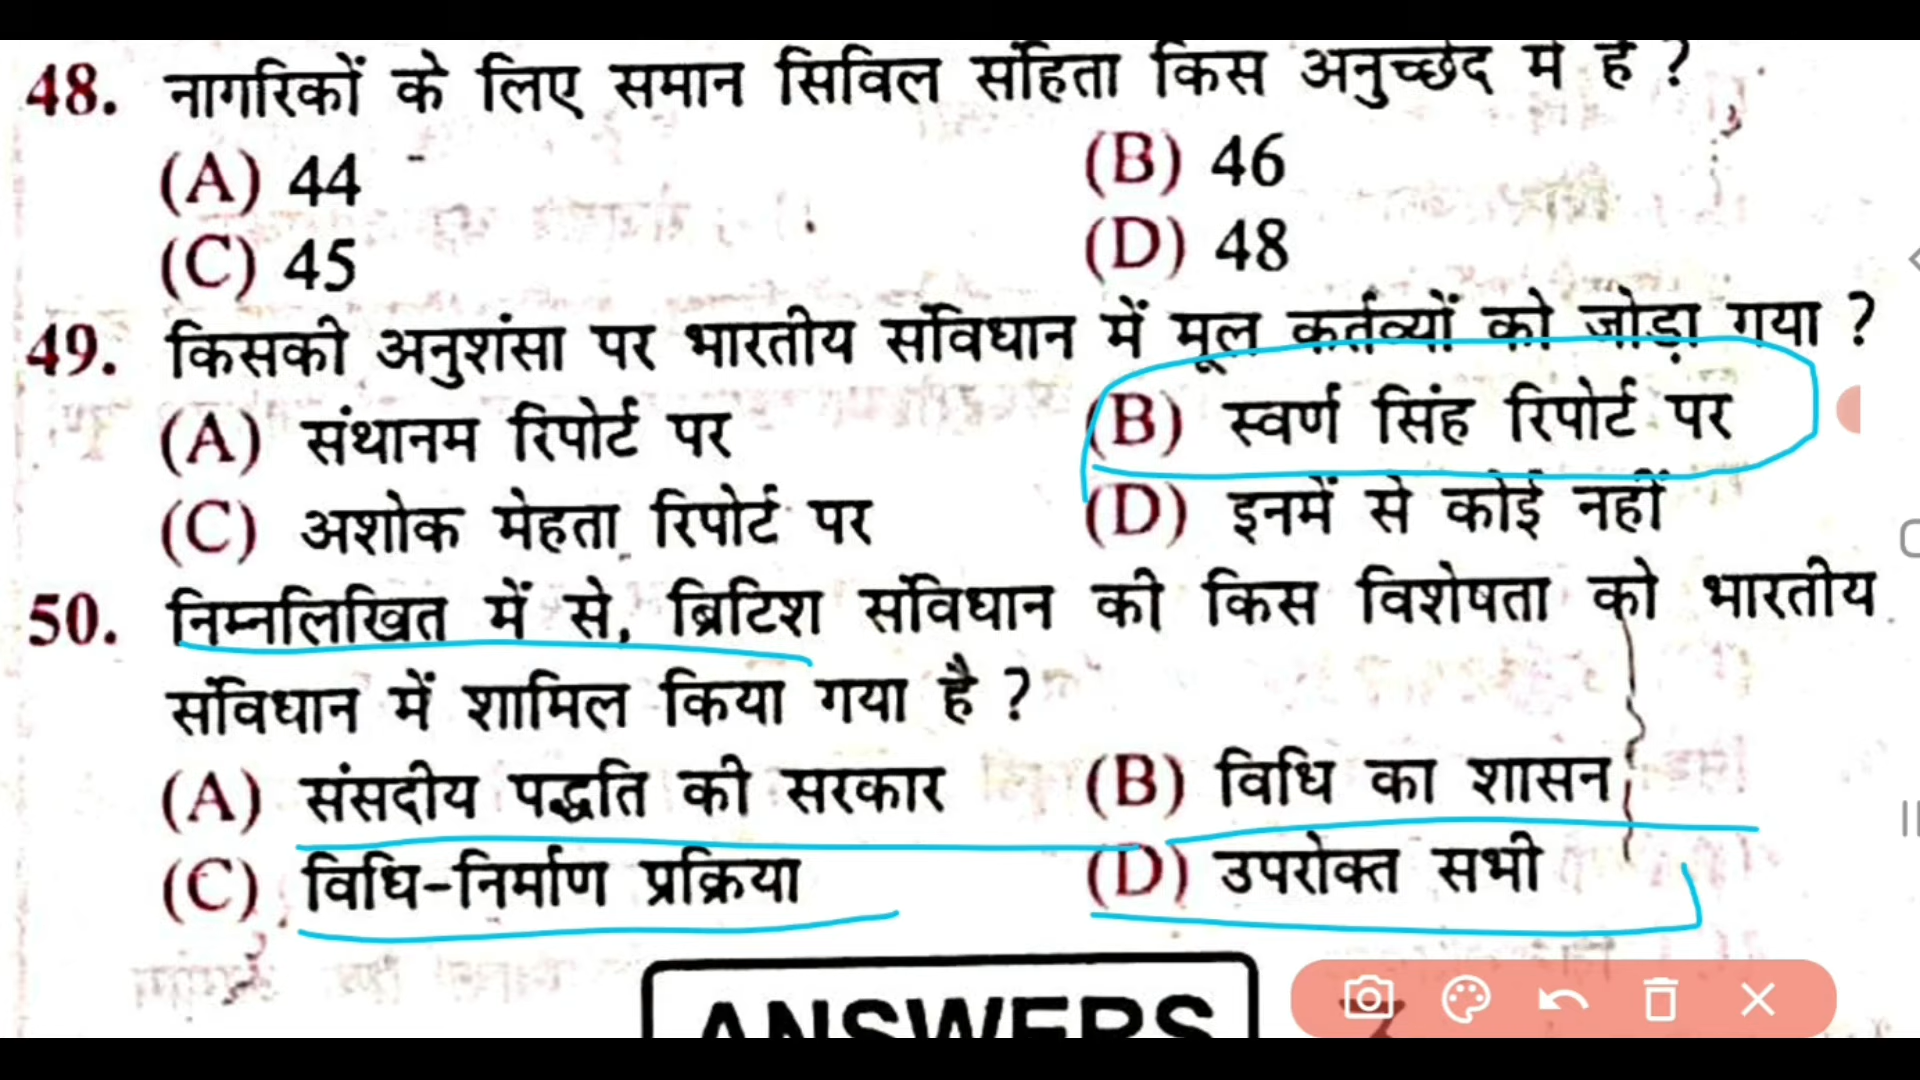 48. नागरिकों के लिए समान सिविल संहिता किस अनुच्छेद में है ?
(A) 44 (B) 46
(C) 45 (D) 48
49. किसकी अनुशंसा पर भारतीय संविधान में मूल कर्तव्यों को जोड़ा गया ?
(A) संथानम रिपोर्ट पर (B) स्वर्ण सिंह रिपोर्ट पर
(C) अशोक मेहता रिपोर्ट पर (D) इनमें से कोई नहीं
50. निम्नलिखित में से, ब्रिटिश संविधान की किस विशेषता को भारतीय
संविधान में शामिल किया गया है ?
(A) संसदीय पद्धति की सरकार (B) विधि का शासन
(C) विधि-निर्माण प्रक्रिया (D) उपरोक्त सभी
ANSWERS